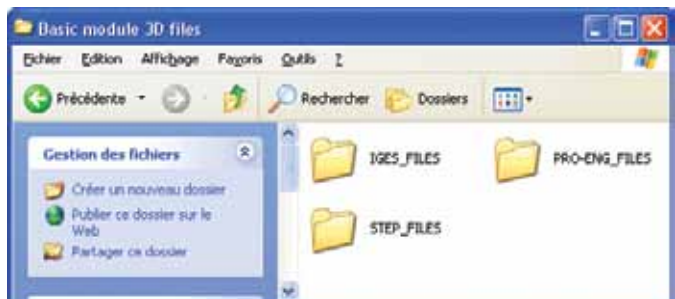 Basic module 3D files
Fichier Edition Affichage Favoris Outils ?
Précédente Rechercher Dossiers
Gestion des fichiers
Créer un nouveau dossier
Publier ce dossier sur le
Web
Partager ce dossier
IGES_FILES PRO-ENG_FILES
STEP_FILES